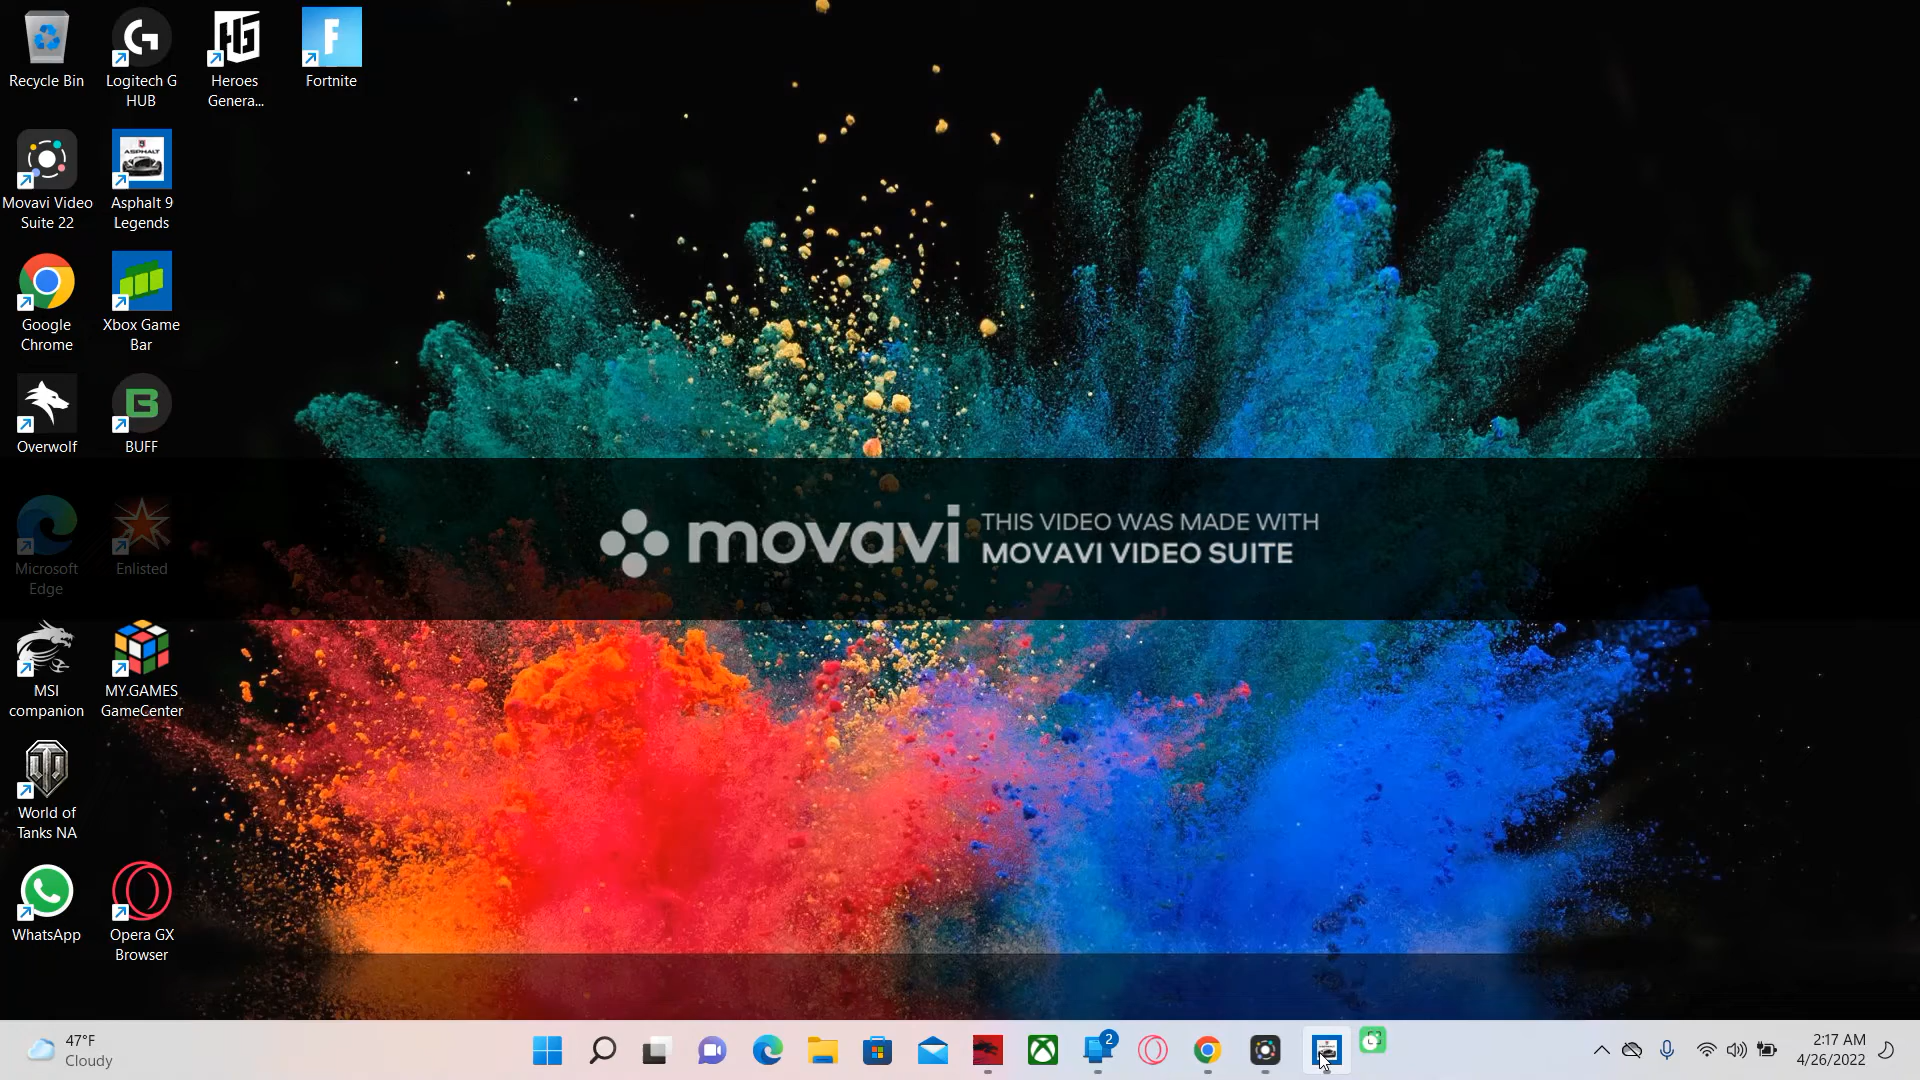 Recycle Bin
Logitech G
HUB
Heroes
Genera...
Fortnite
Movavi Video
Suite 22
ASPHALT
Asphalt 9
Legends
Google
Chrome
Xbox Game
Bar
Overwolf
BUFF
movavi
THIS VIDEO WAS MADE WITH
MOVAVI VIDEO SUITE
Microsoft
Edge
Enlisted
MSI
companion
MY.GAMES
GameCenter
World of
Tanks NA
WhatsApp
Opera GX
Browser
47°F
Cloudy
2
2:17 AM
4/26/2022